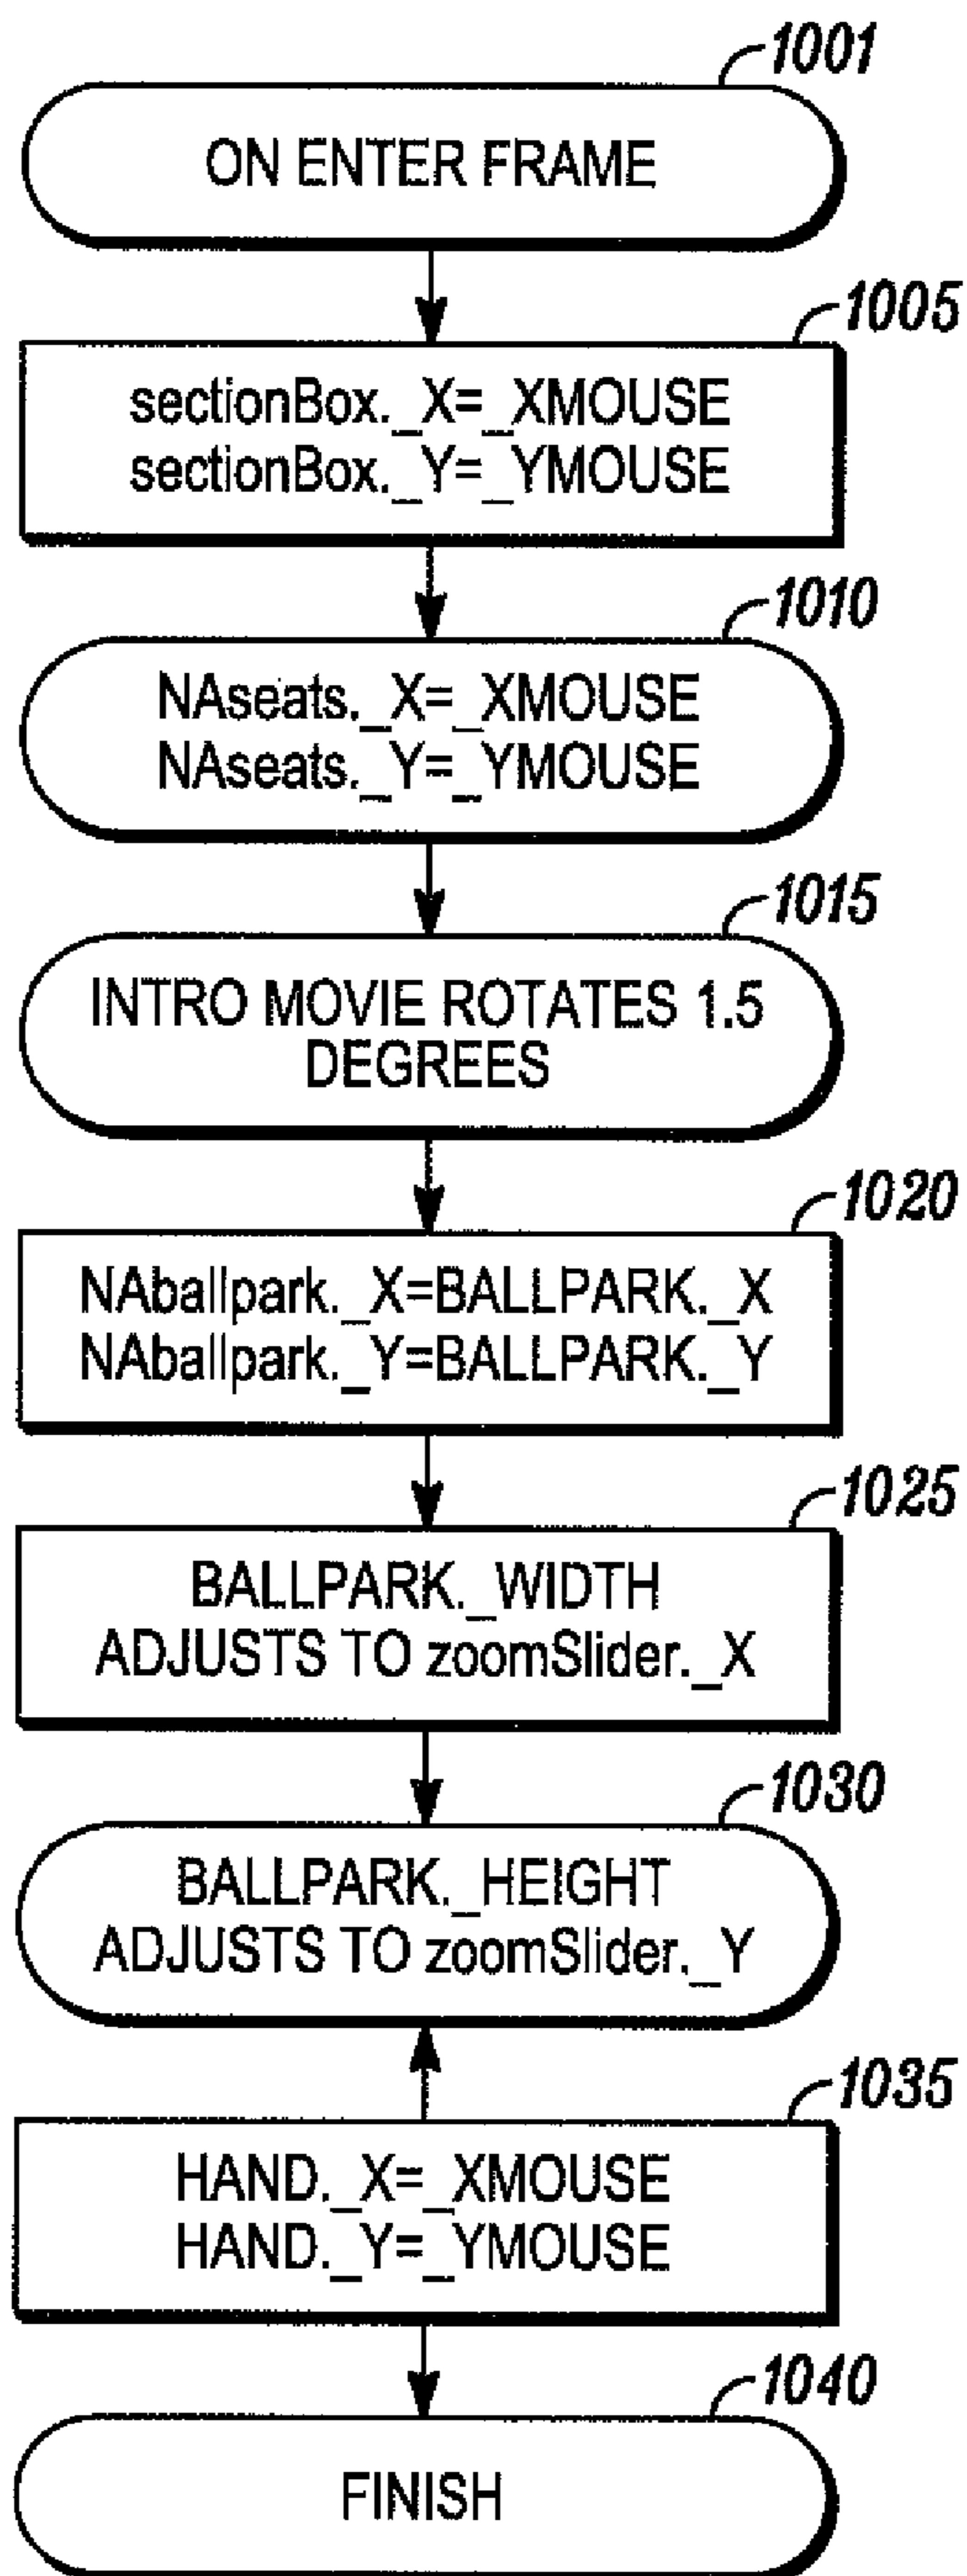 1001
ON ENTER FRAME
1005
sectionBox._X=_XMOUSE
sectionBox._Y=_YMOUSE
1010
NAseats._X=_XMOUSE
NAseats._Y=_YMOUSE
1015
INTRO MOVIE ROTATES 1.5
DEGREES
1020
NAballpark._X=BALLPARK._X
NAballpark._Y=BALLPARK._Y
1025
BALLPARK._WIDTH
ADJUSTS TO zoomSlider._X
1030
BALLPARK._HEIGHT
ADJUSTS TO zoomSlider._Y
1035
HAND._X=_XMOUSE
HAND._Y=_YMOUSE
1040
FINISH